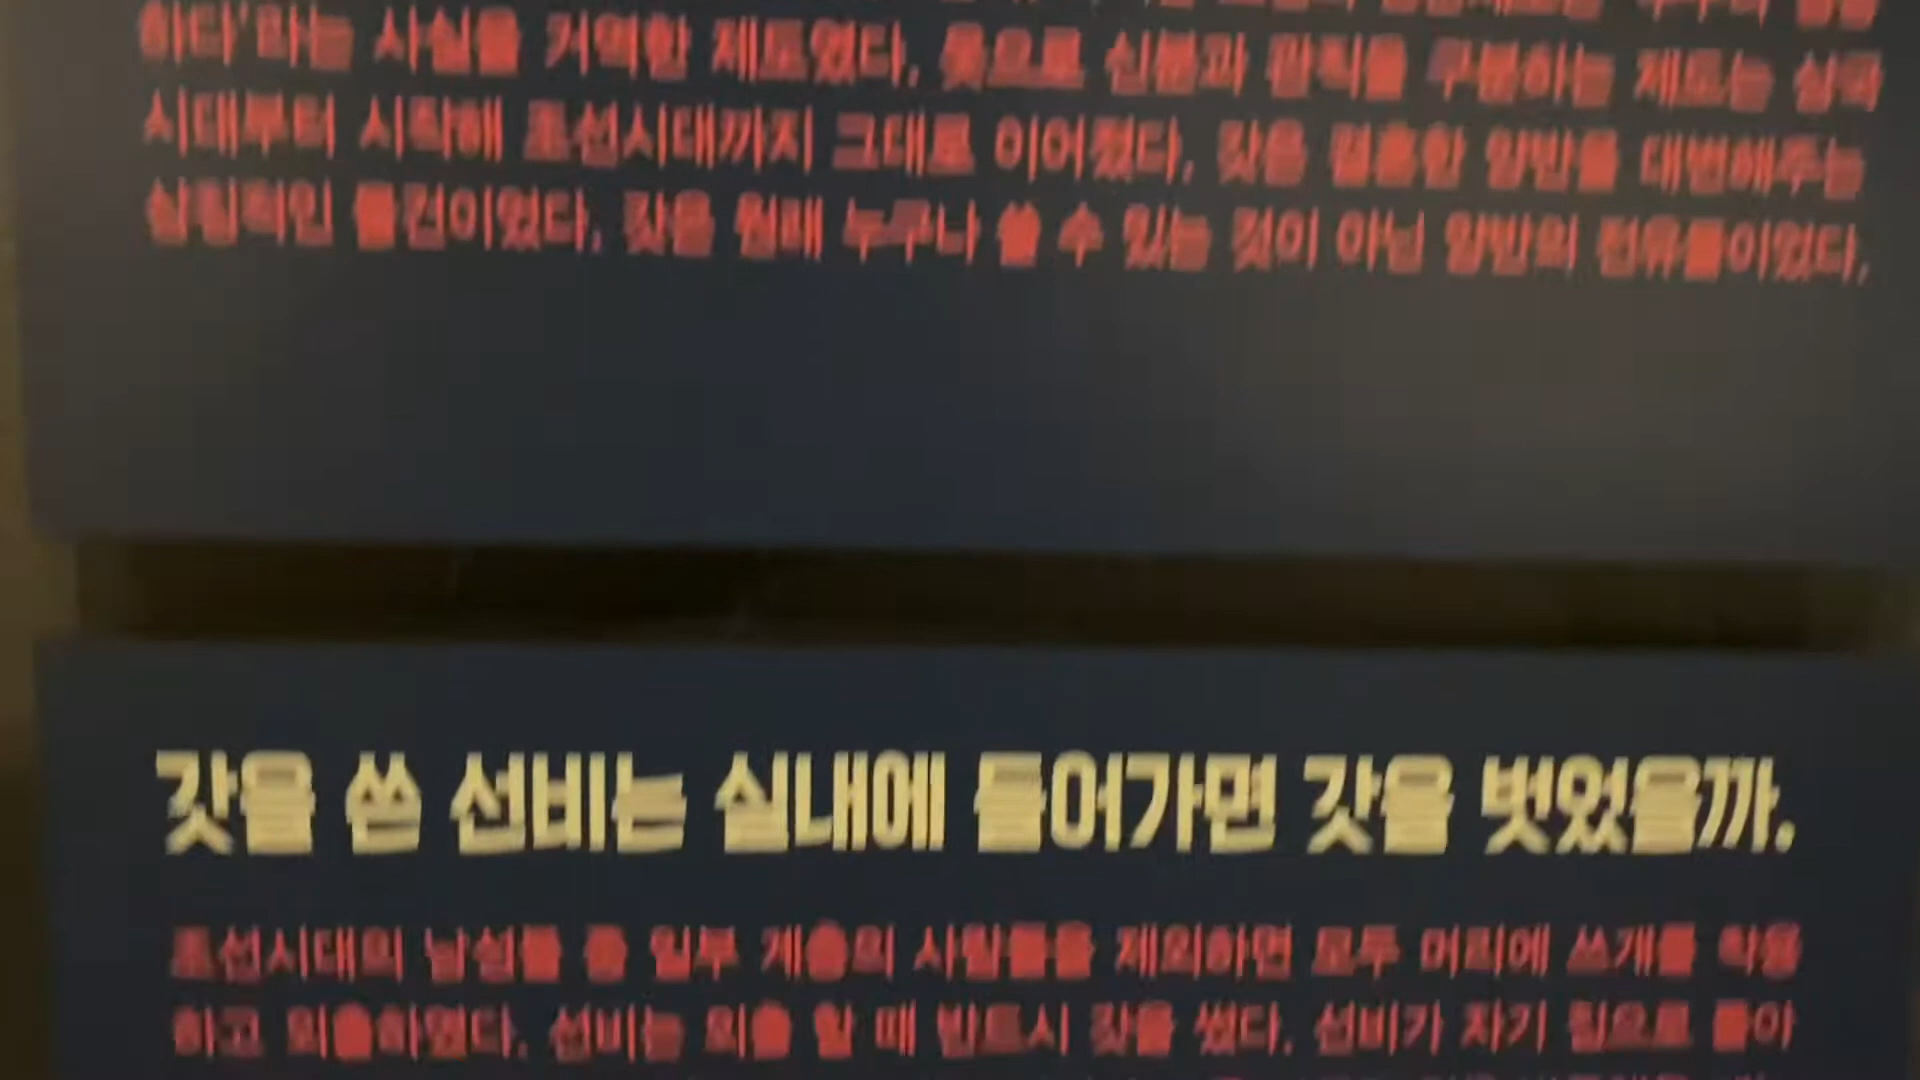 하다'라는 사실을 거역한 제도였다. 옷으로 신분과 관직을 구분하는 제도는 삼국
시대부터 시작해 조선시대까지 그대로 이어졌다. 갓은 결혼한 양반을 대변해주는
상징적인 물건이었다. 갓은 원래 누구나 쓸 수 있는 것이 아닌 양반의 전유물이었다.
갓을 쓴 선비는 실내에 들어가면 갓을 벗었을까.
조선시대의 남성들 중 일부 계층의 사람들을 제외하면 모두 머리에 쓰개를 착용
하고 외출하였다. 선비는 외출 할 때 반드시 갓을 썼다. 선비가 자기 집으로 돌아